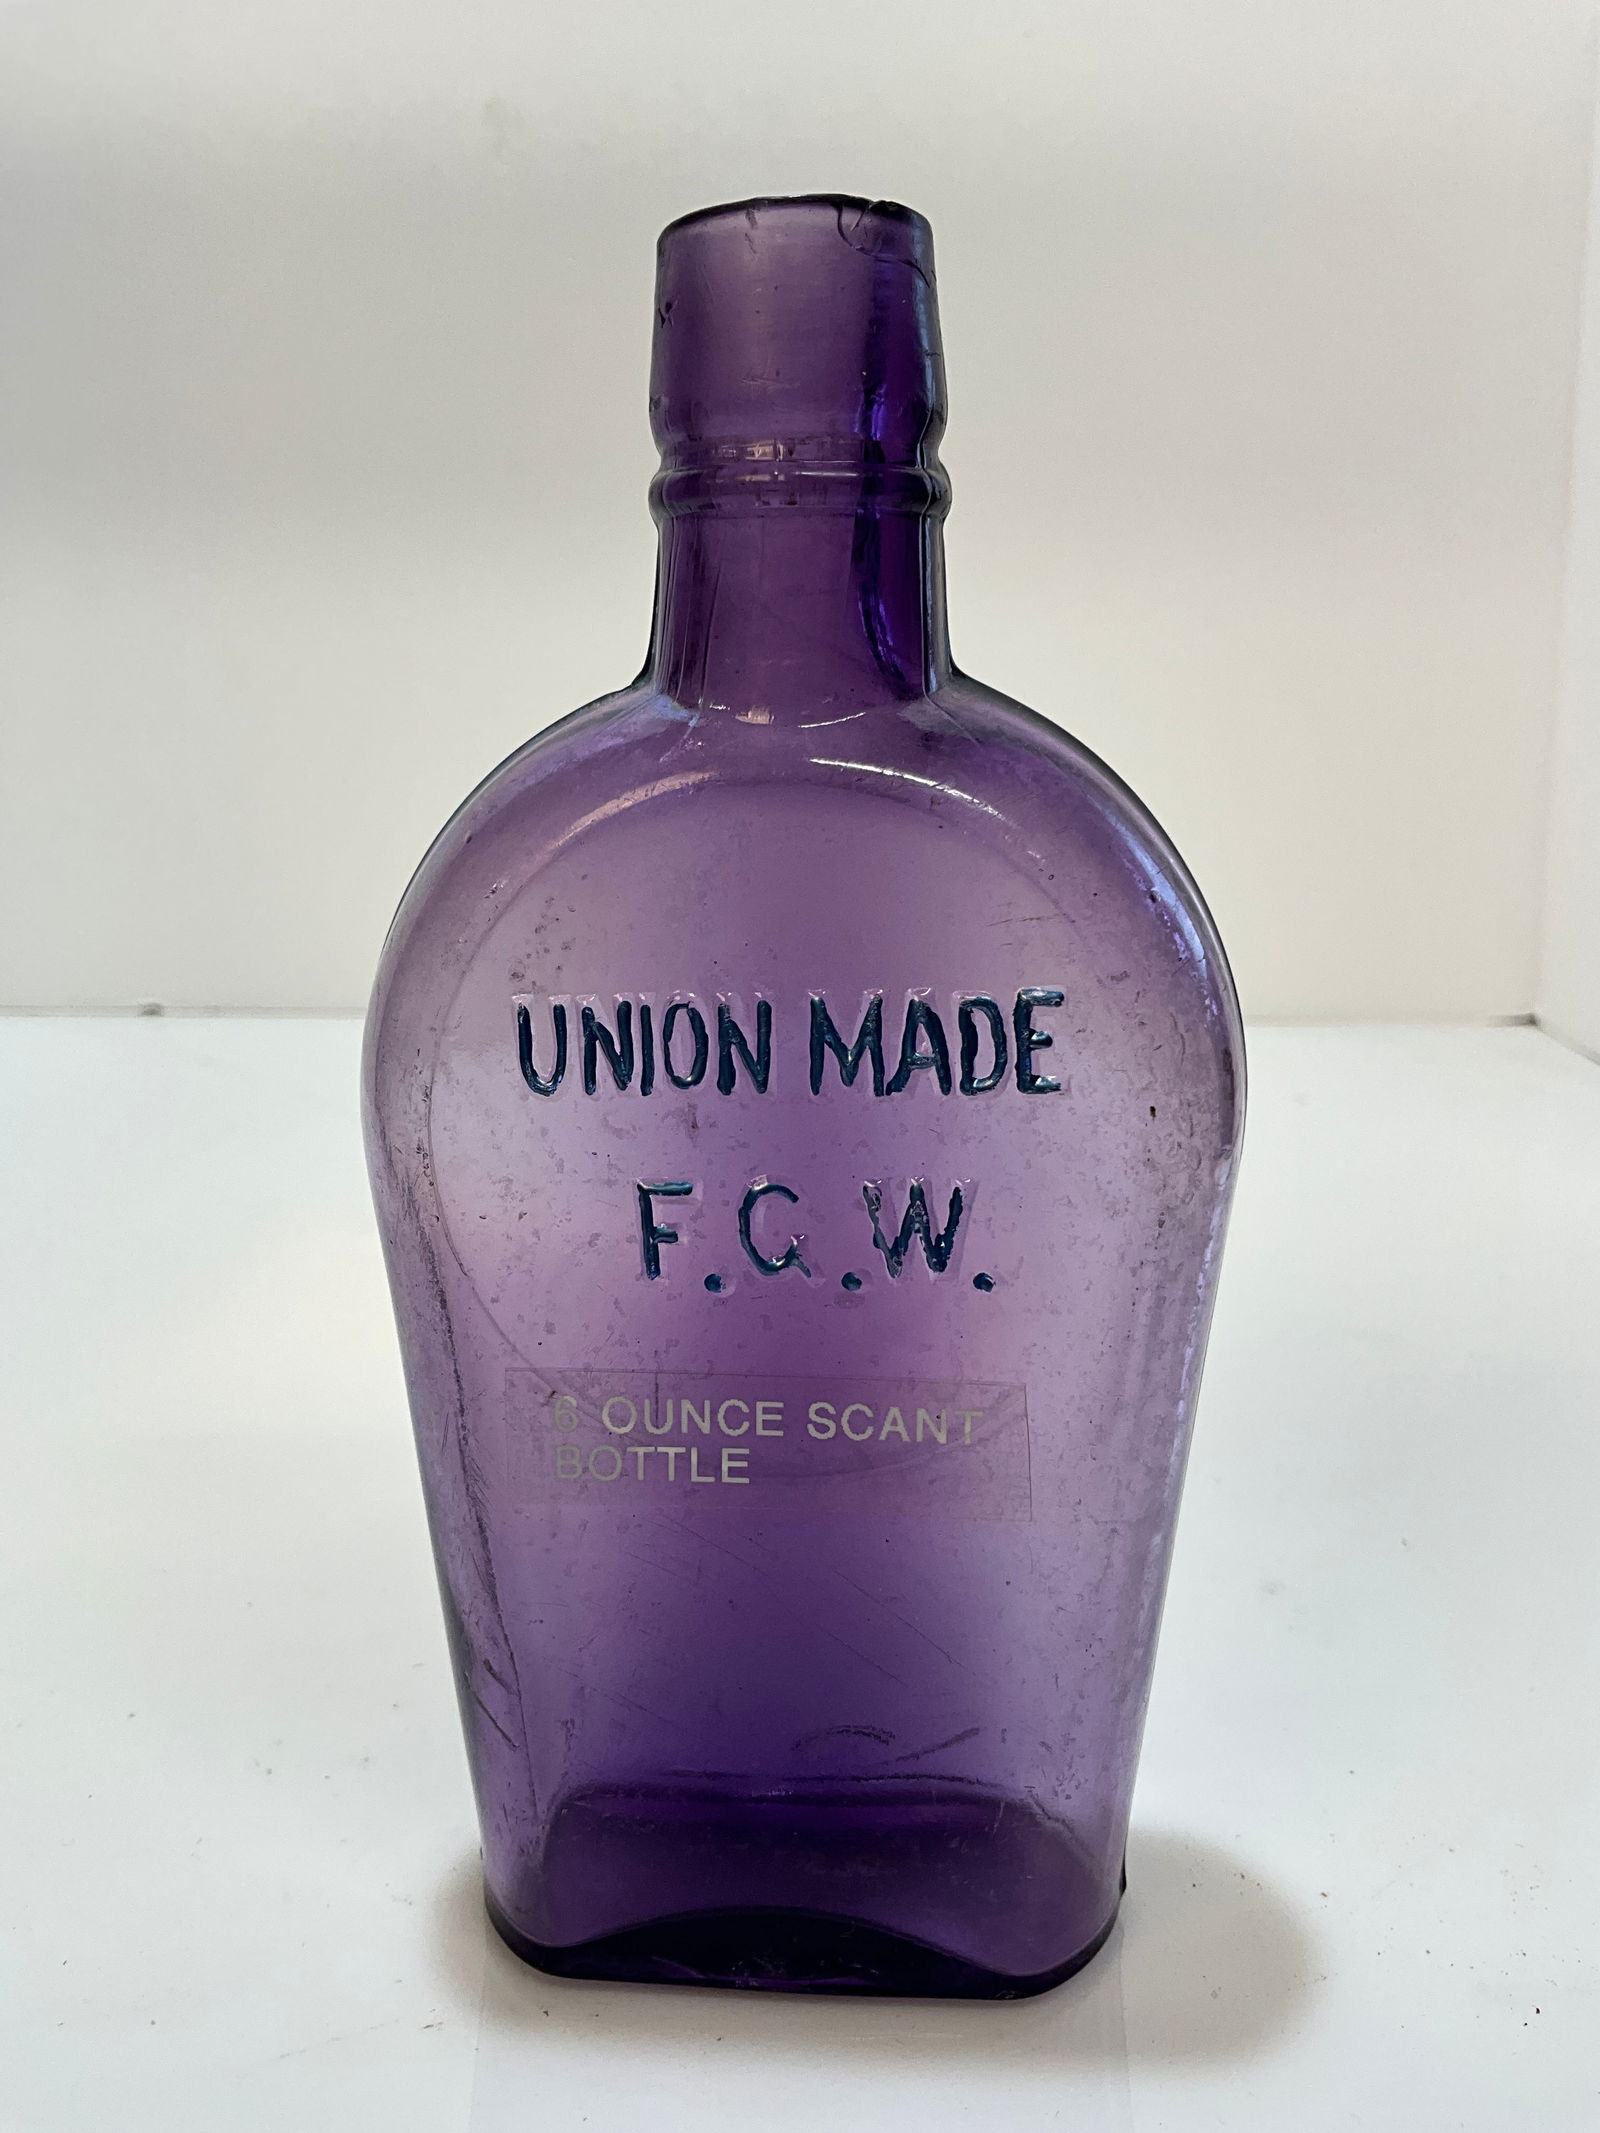 UNION MADE
F.G.W.
6 OUNCE SCANT
BOTTLE